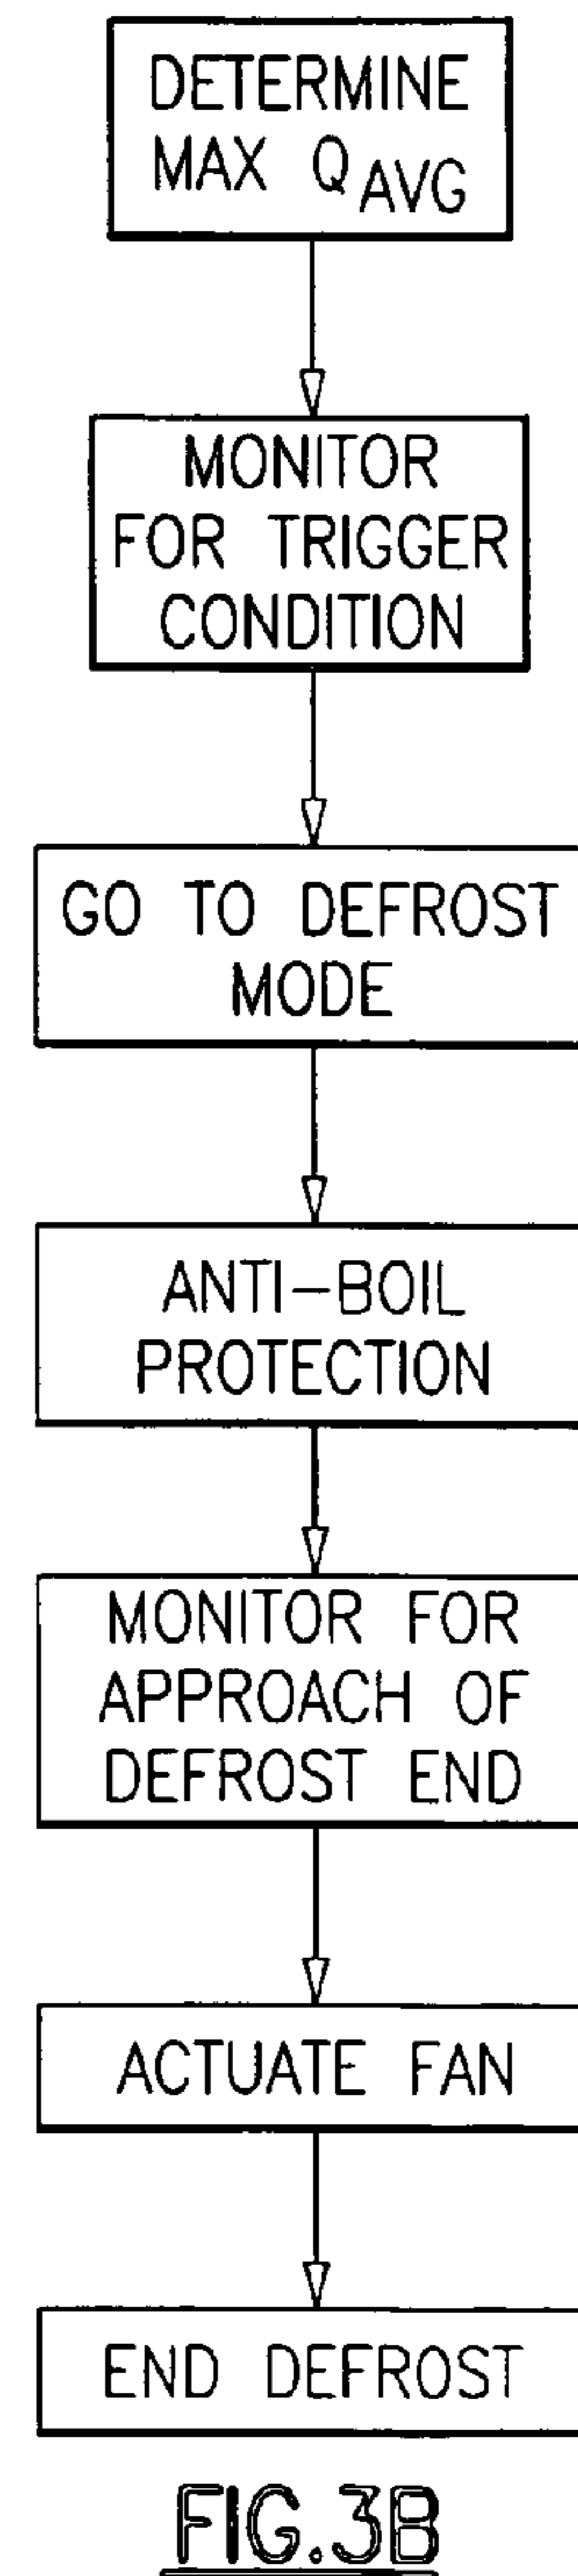 DETERMINE
MAX Q AVG
MONITOR
FOR TRIGGER
CONDITION
GO TO DEFROST
MODE
ANTI-BOIL
PROTECTION
MONITOR FOR
APPROACH OF
DEFROST END
ACTUATE FAN
END DEFROST
FIG.3B